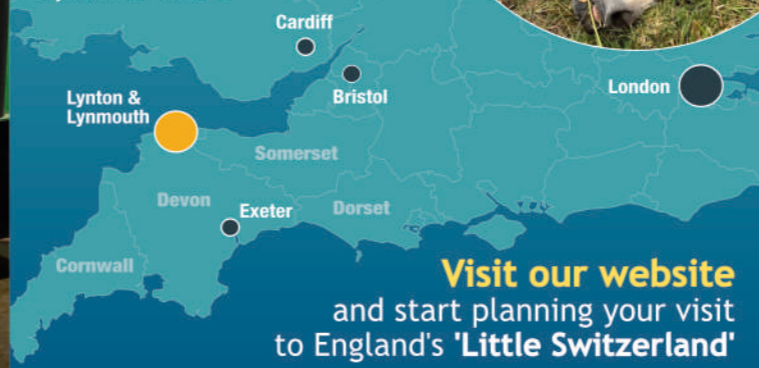 Cardiff
Bristol
London
Lynton &
Lynmouth
Somerset
Devon
Exeter
Dorset
Cornwall
Visit our website
and start planning your visit
to England's 'Little Switzerland'